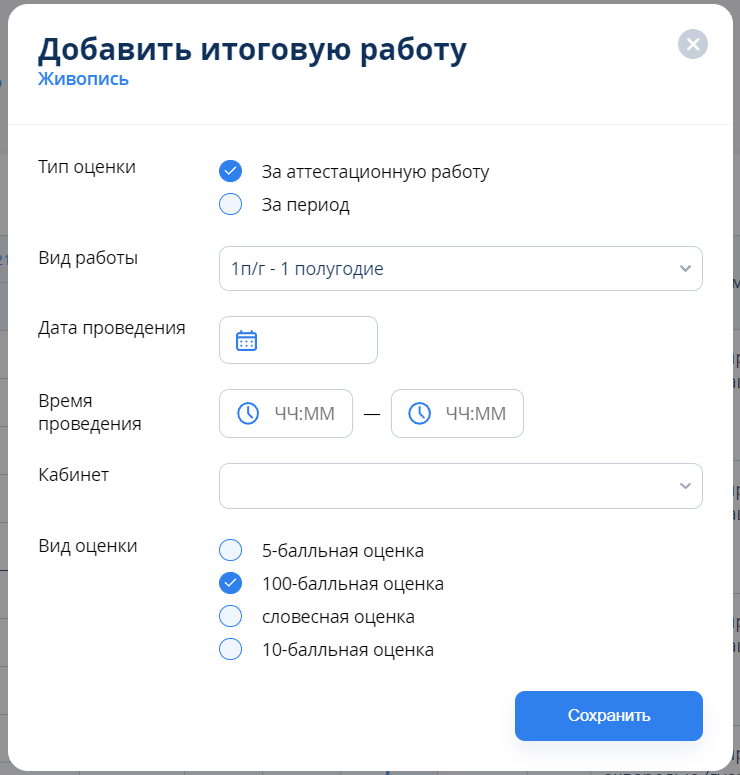 Добавить итоговую работу
Живопись
Тип оценки
За аттестационную работу
За период
Вид работы
1п/г - 1 полугодие
Дата проведения
Время
проведения
ЧЧ:ММ — ЧЧ:ММ
Кабинет
Вид оценки
5-балльная оценка
100-балльная оценка
словесная оценка
10-балльная оценка
Сохранить